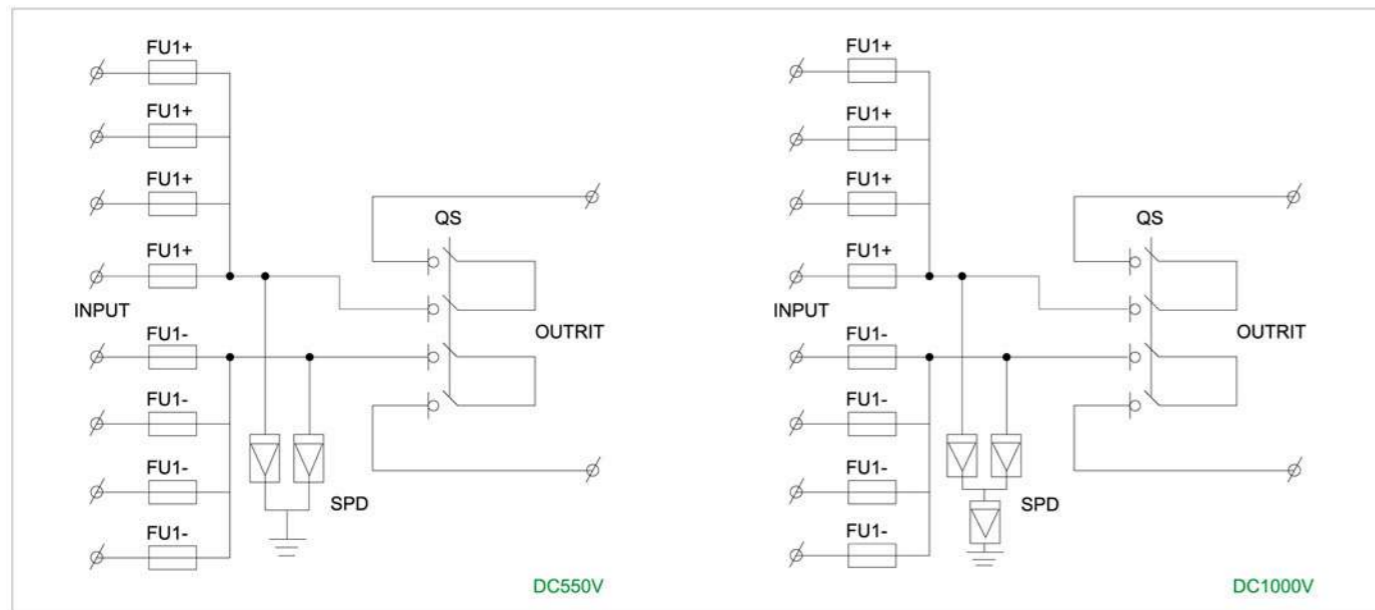 FU1+
FU1+
FU1+
FU1+
INPUT
FU1-
FU1-
FU1-
FU1-
QS
OUTRIT
SPD
DC550V
FU1+
FU1+
FU1+
FU1+
INPUT
FU1-
FU1-
FU1-
FU1-
QS
OUTRIT
SPD
DC1000V